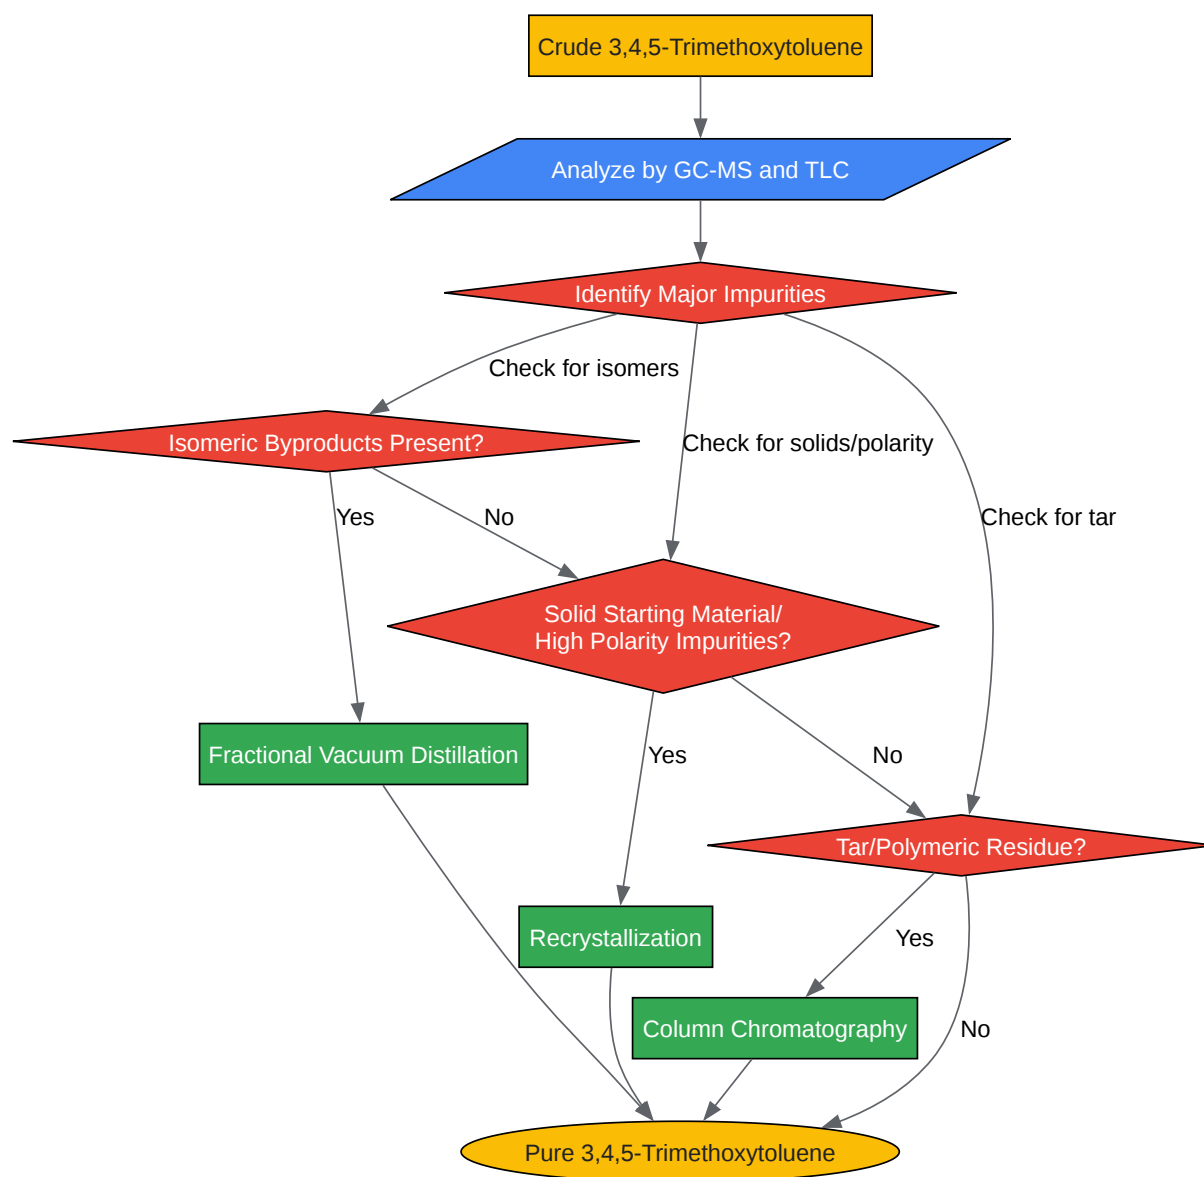 Crude 3,4,5-Trimethoxytoluene
Analyze by GC-MS and TLC
Identify Major Impurities
Check for isomers
Isomeric Byproducts Present?
Check for solids/polarity
Yes
No
Check for tar
Solid Starting Material/
High Polarity Impurities?
Fractional Vacuum Distillation
Yes
No
Tar/Polymeric Residue?
Recrystallization
Yes
Column Chromatography
No
Pure 3,4,5-Trimethoxytoluene